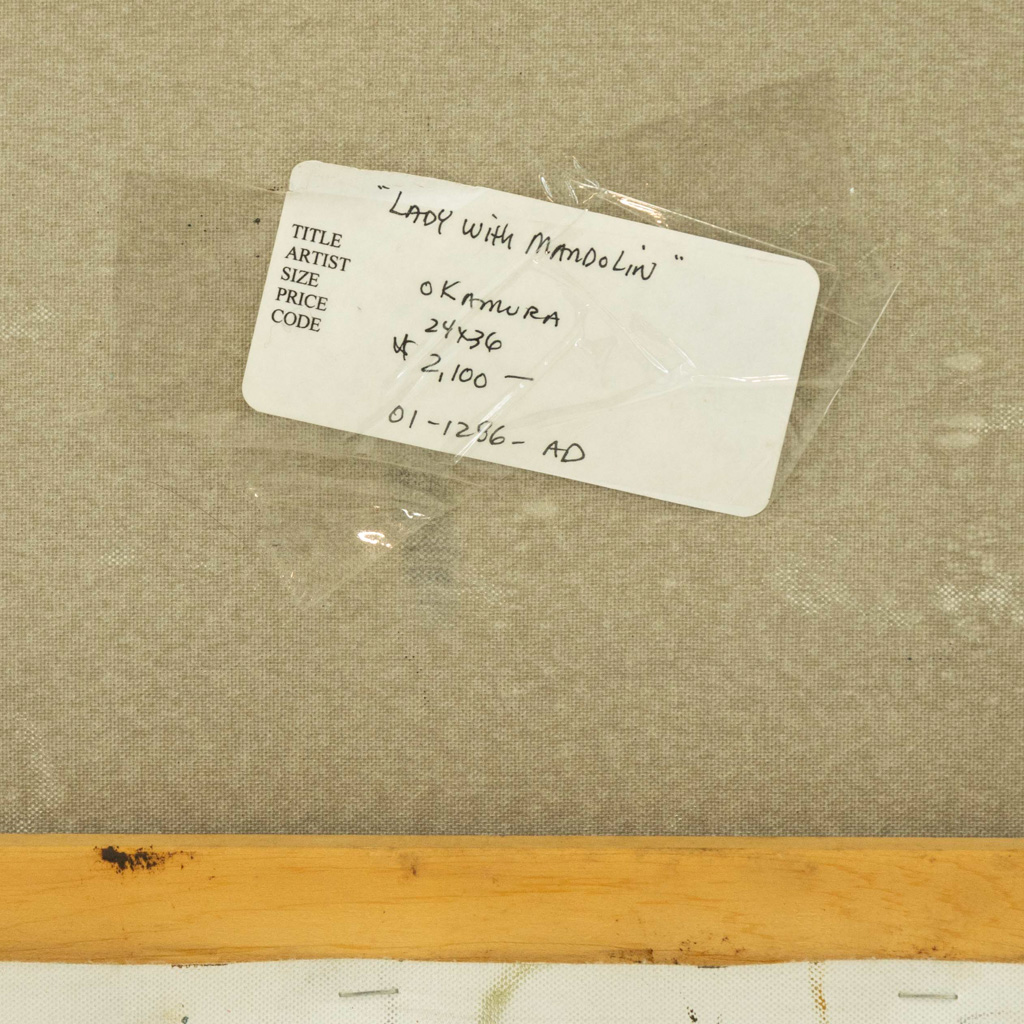 "LADY with MANDOLIN"
TITLE
ARTIST
SIZE
PRICE
CODE
OKAMURA
24x36
$ 2,100 —
01-1286-AD